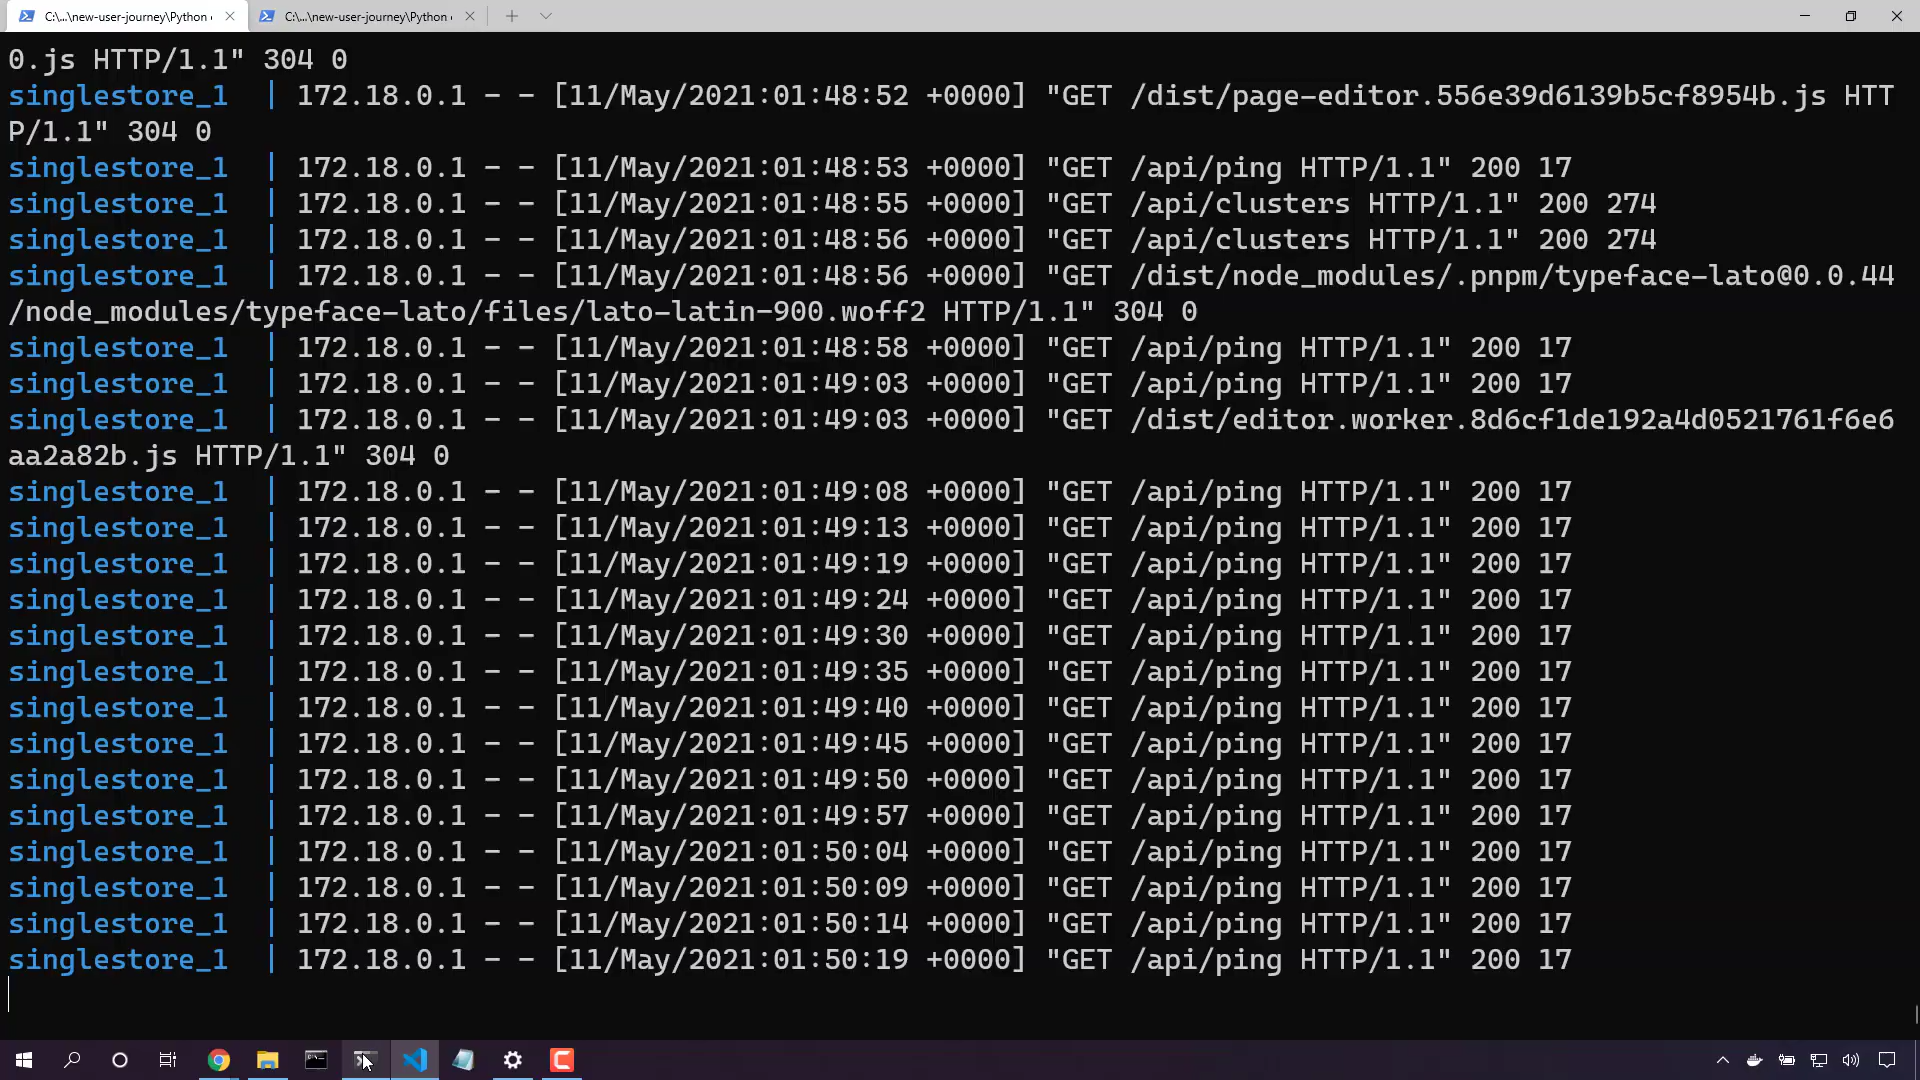 C:\...\new-user-journey\Python
C:\...\new-user-journey\Python
0.js HTTP/1.1" 304 0
singlestore_1 | 172.18.0.1 - - [11/May/2021:01:48:52 +0000] "GET /dist/page-editor.556e39d6139b5cf8954b.js HTT
P/1.1" 304 0
singlestore_1 | 172.18.0.1 - - [11/May/2021:01:48:53 +0000] "GET /api/ping HTTP/1.1" 200 17
singlestore_1 | 172.18.0.1 - - [11/May/2021:01:48:55 +0000] "GET /api/clusters HTTP/1.1" 200 274
singlestore_1 | 172.18.0.1 - - [11/May/2021:01:48:56 +0000] "GET /api/clusters HTTP/1.1" 200 274
singlestore_1 | 172.18.0.1 - - [11/May/2021:01:48:56 +0000] "GET /dist/node_modules/.pnpm/typeface-lato@0.0.44
/node_modules/typeface-lato/files/lato-latin-900.woff2 HTTP/1.1" 304 0
singlestore_1 | 172.18.0.1 - - [11/May/2021:01:48:58 +0000] "GET /api/ping HTTP/1.1" 200 17
singlestore_1 | 172.18.0.1 - - [11/May/2021:01:49:03 +0000] "GET /api/ping HTTP/1.1" 200 17
singlestore_1 | 172.18.0.1 - - [11/May/2021:01:49:03 +0000] "GET /dist/editor.worker.8d6cf1de192a4d0521761f6e6
aa2a82b.js HTTP/1.1" 304 0
singlestore_1 | 172.18.0.1 - - [11/May/2021:01:49:08 +0000] "GET /api/ping HTTP/1.1" 200 17
singlestore_1 | 172.18.0.1 - - [11/May/2021:01:49:13 +0000] "GET /api/ping HTTP/1.1" 200 17
singlestore_1 | 172.18.0.1 - - [11/May/2021:01:49:19 +0000] "GET /api/ping HTTP/1.1" 200 17
singlestore_1 | 172.18.0.1 - - [11/May/2021:01:49:24 +0000] "GET /api/ping HTTP/1.1" 200 17
singlestore_1 | 172.18.0.1 - - [11/May/2021:01:49:30 +0000] "GET /api/ping HTTP/1.1" 200 17
singlestore_1 | 172.18.0.1 - - [11/May/2021:01:49:35 +0000] "GET /api/ping HTTP/1.1" 200 17
singlestore_1 | 172.18.0.1 - - [11/May/2021:01:49:40 +0000] "GET /api/ping HTTP/1.1" 200 17
singlestore_1 | 172.18.0.1 - - [11/May/2021:01:49:45 +0000] "GET /api/ping HTTP/1.1" 200 17
singlestore_1 | 172.18.0.1 - - [11/May/2021:01:49:50 +0000] "GET /api/ping HTTP/1.1" 200 17
singlestore_1 | 172.18.0.1 - - [11/May/2021:01:49:57 +0000] "GET /api/ping HTTP/1.1" 200 17
singlestore_1 | 172.18.0.1 - - [11/May/2021:01:50:04 +0000] "GET /api/ping HTTP/1.1" 200 17
singlestore_1 | 172.18.0.1 - - [11/May/2021:01:50:09 +0000] "GET /api/ping HTTP/1.1" 200 17
singlestore_1 | 172.18.0.1 - - [11/May/2021:01:50:14 +0000] "GET /api/ping HTTP/1.1" 200 17
singlestore_1 | 172.18.0.1 - - [11/May/2021:01:50:19 +0000] "GET /api/ping HTTP/1.1" 200 17